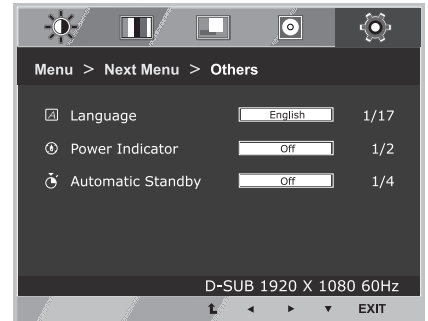 Menu > Next Menu > Others
Language English 1/17
Power Indicator Off 1/2
Automatic Standby Off 1/4
D-SUB 1920 X 1080 60Hz
EXIT